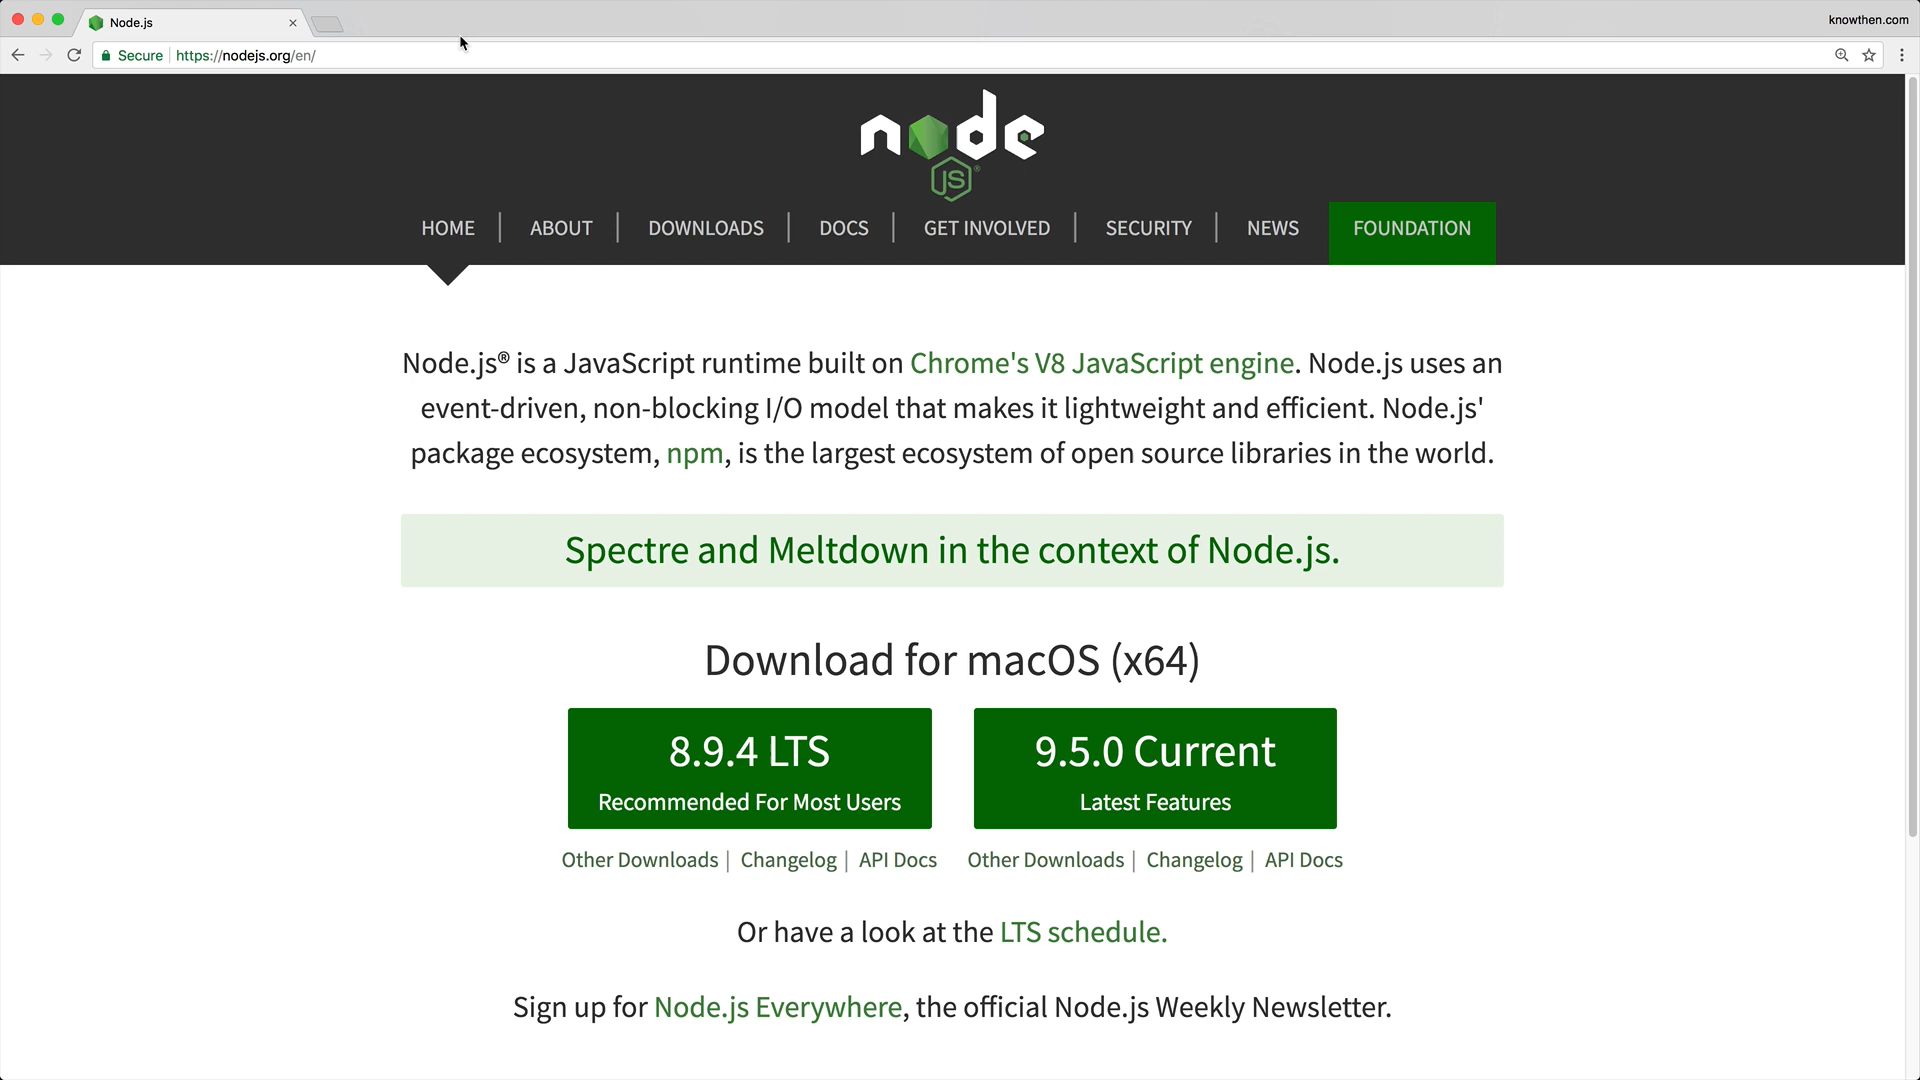 Node.js
knowthen.com
Secure https://nodejs.org/en/
node
JS®
HOME ABOUT DOWNLOADS DOCS GET INVOLVED SECURITY NEWS FOUNDATION
Node.js® is a JavaScript runtime built on Chrome's V8 JavaScript engine. Node.js uses an
event-driven, non-blocking I/O model that makes it lightweight and efficient. Node.js'
package ecosystem, npm, is the largest ecosystem of open source libraries in the world.
Spectre and Meltdown in the context of Node.js.
Download for macOS (x64)
8.9.4 LTS
Recommended For Most Users
9.5.0 Current
Latest Features
Other Downloads | Changelog | API Docs
Other Downloads | Changelog | API Docs
Or have a look at the LTS schedule.
Sign up for Node.js Everywhere, the official Node.js Weekly Newsletter.